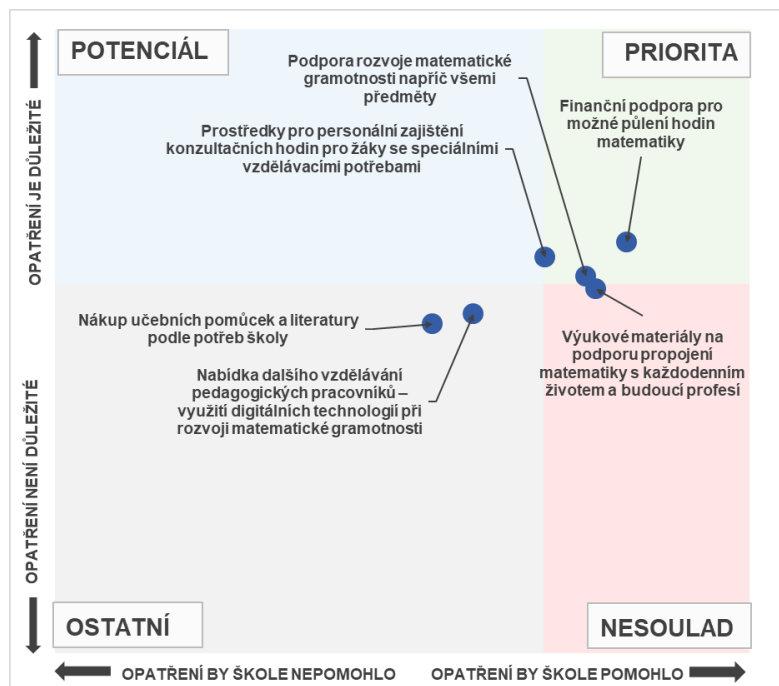 POTENCIÁL
PRIORITA
Podpora rozvoje matematické
gramotnosti napříč všemi
předměty
Finanční podpora pro
možné půlení hodin
matematiky
Prostředky pro personální zajištění
konzultačních hodin pro žáky se speciálními
vzdělávacími potřebami
OPATŘENÍ JE DŮLEŽITÉ
Nákup učebních pomůcek a literatury
podle potřeb školy
Nabídka dalšího vzdělávání
pedagogických pracovníků –
využití digitálních technologií při
rozvoji matematické gramotnosti
Výukové materiály na
podporu propojení
matematiky s každodenním
životem a budoucí profesí
OPATŘENÍ NENÍ DŮLEŽITÉ
OSTATNÍ
NESOULAD
OPATŘENÍ BY ŠKOLE NEPOMOHLO
OPATŘENÍ BY ŠKOLE POMOHLO